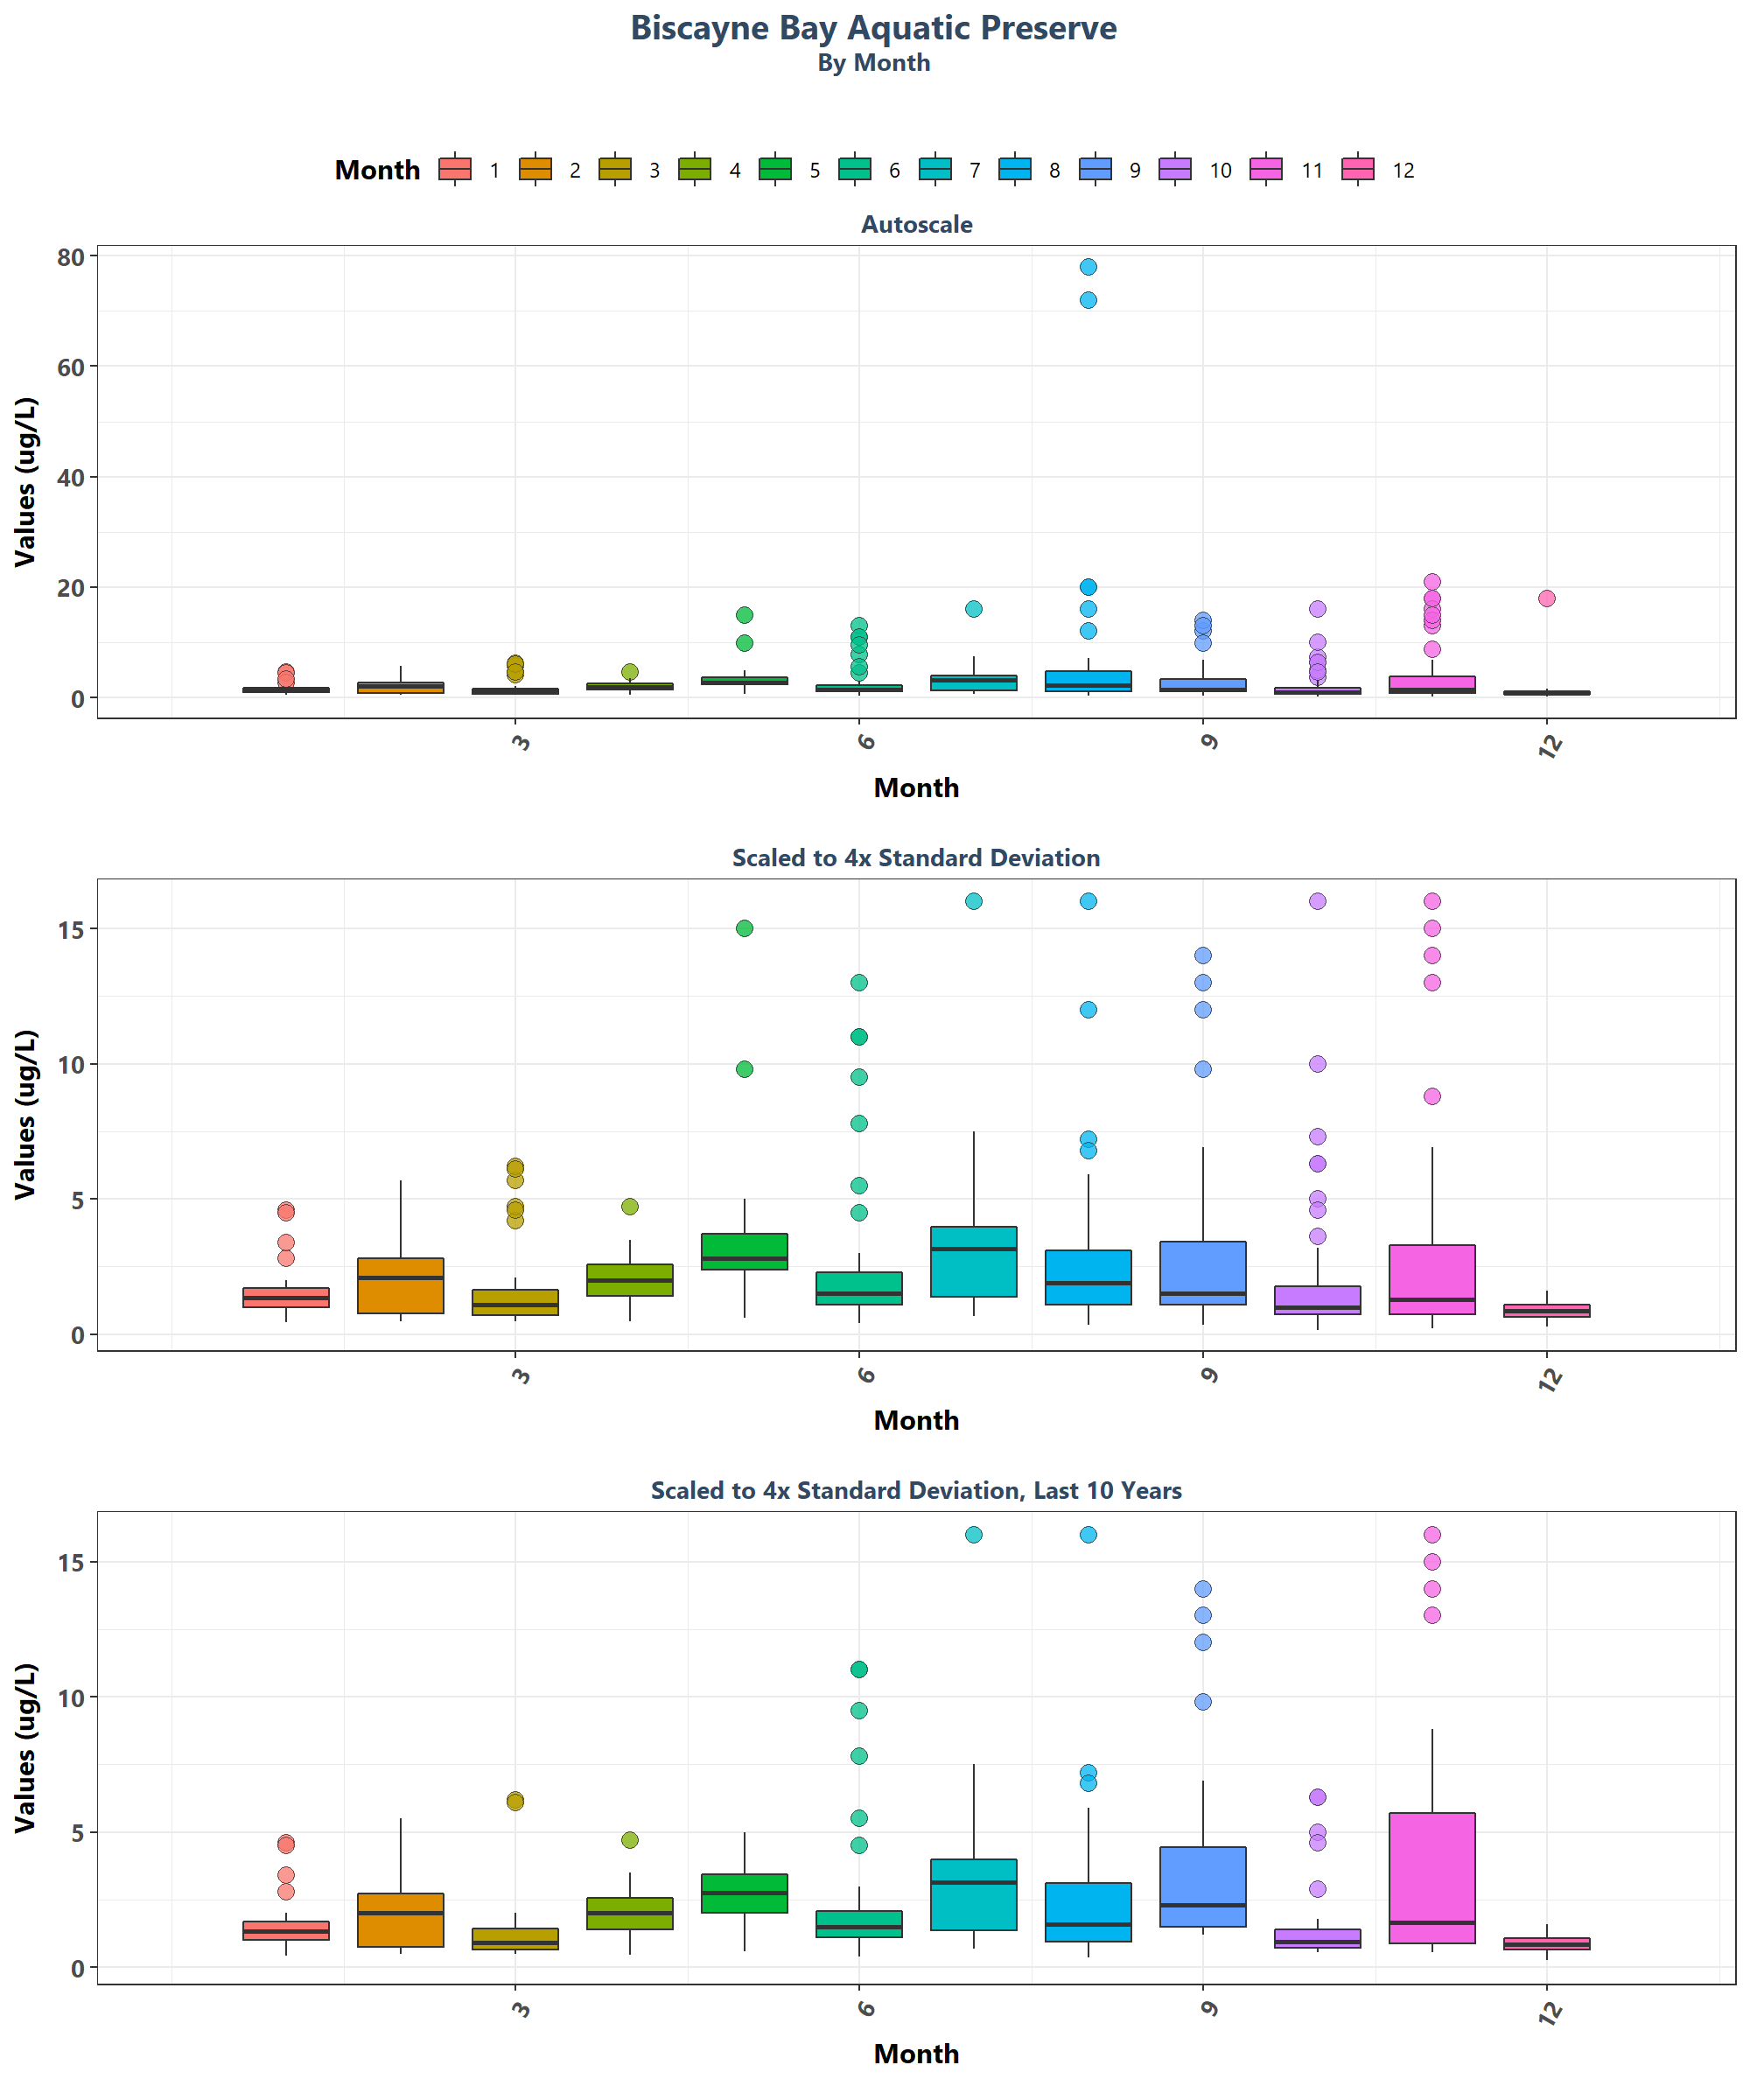 Biscayne Bay Aquatic Preserve
By Month
Month 1 2 3 4 5 6 7 8 9 10 11 12
Autoscale
Values (ug/L)
80
60
40
20
0
3 6 9 12
Month
Scaled to 4x Standard Deviation
Values (ug/L)
15
10
5
0
3 6 9 12
Month
Scaled to 4x Standard Deviation, Last 10 Years
Values (ug/L)
15
10
5
0
3 6 9 12
Month